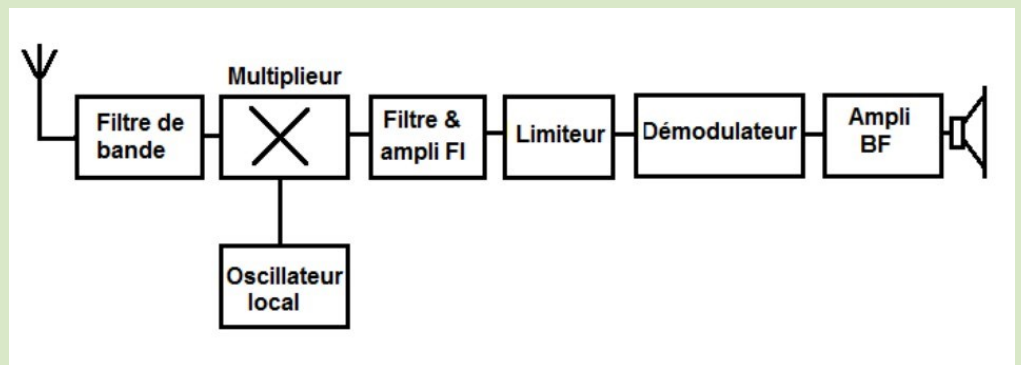 Multiplieur
Filtre de
bande
Filtre &
ampli FI
Limiteur
Démodulateur
Ampli
BF
Oscillateur
local